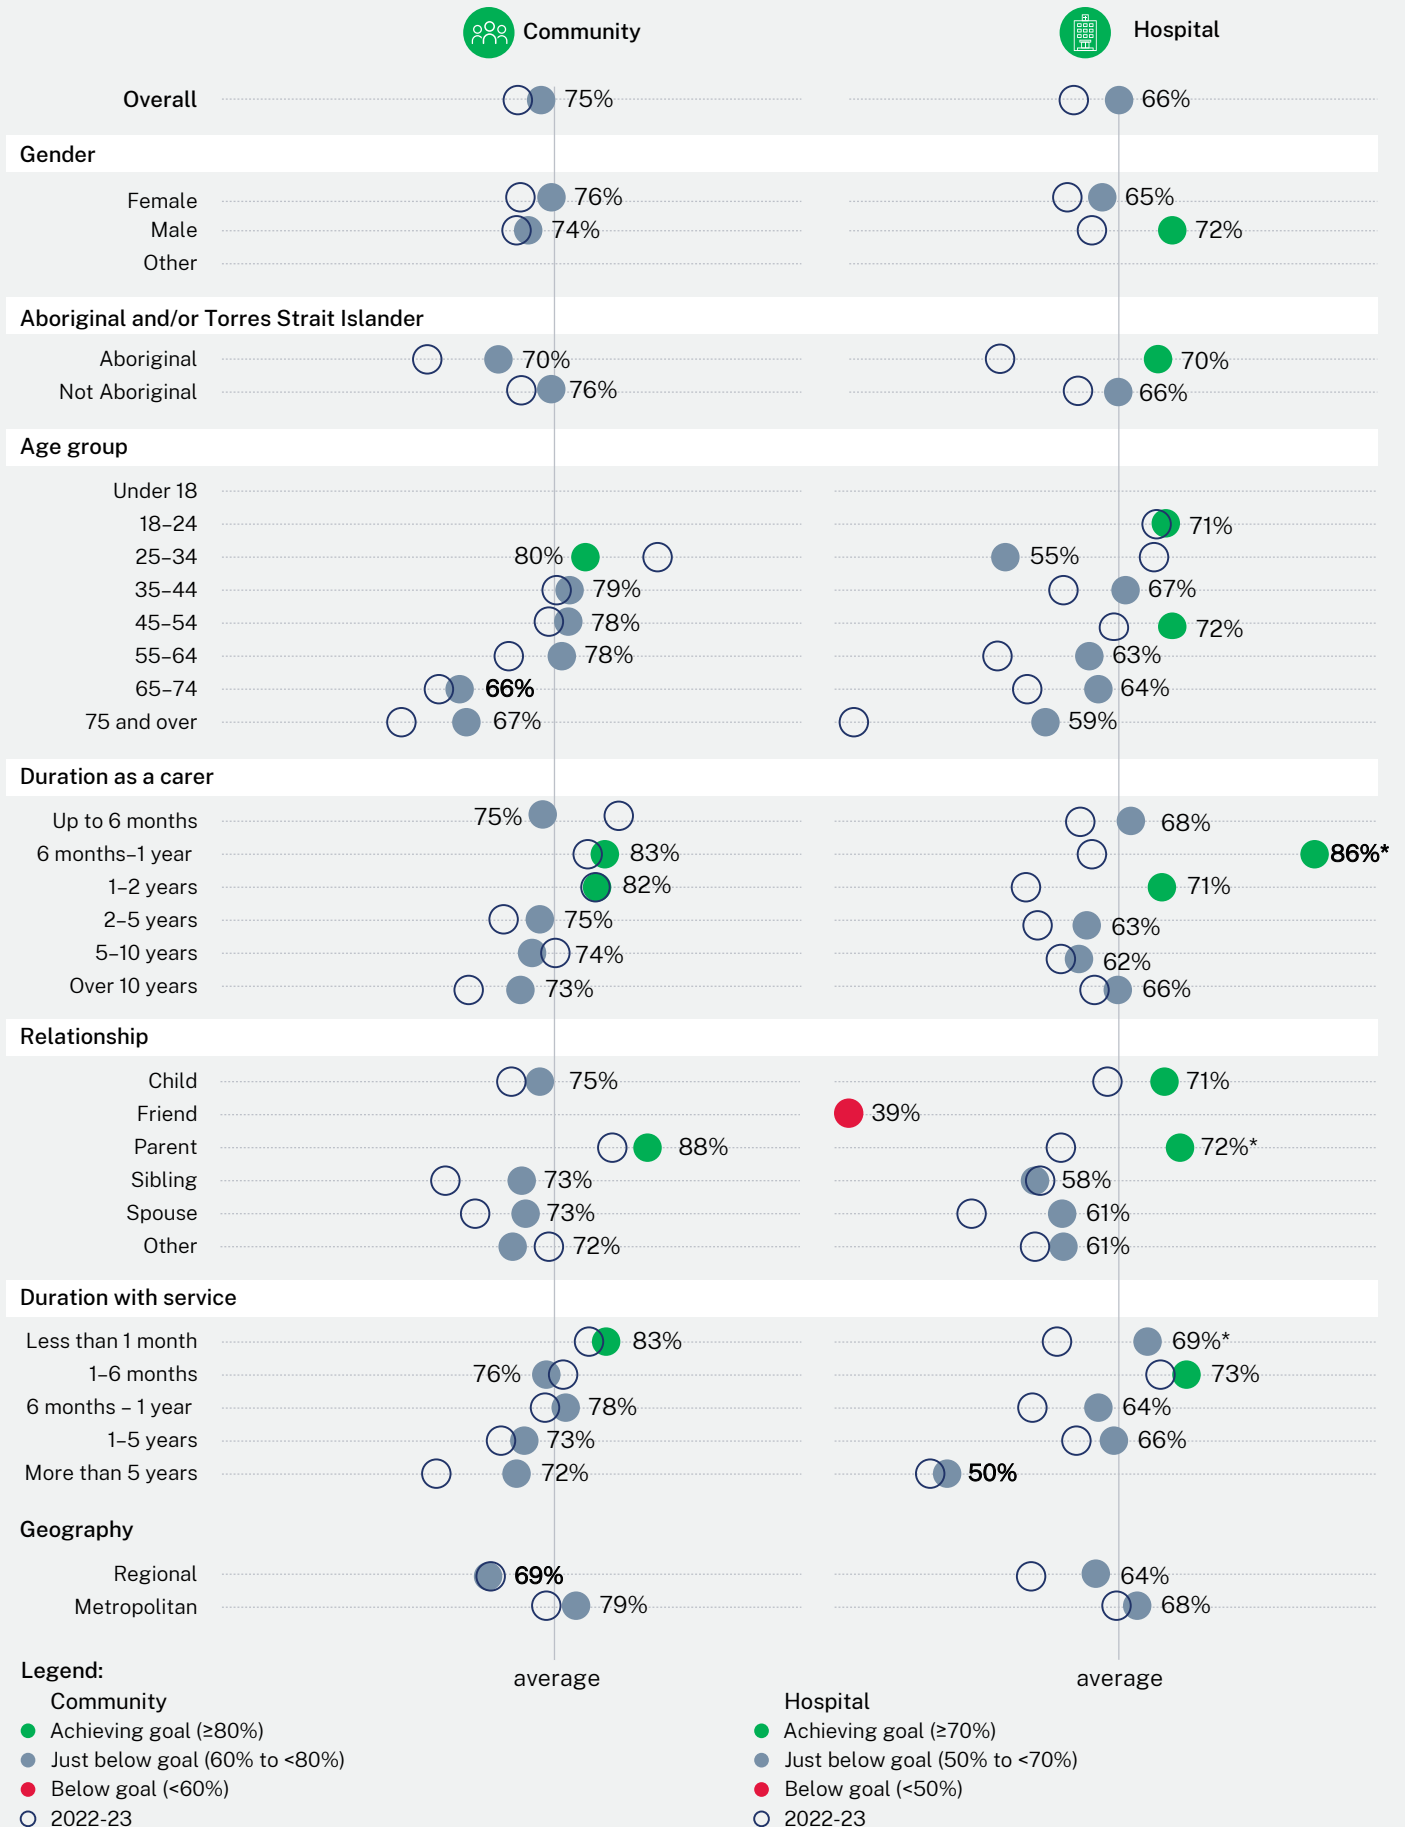 Community Hospital
Overall 75% 66%
Gender
Female 76% 65%
Male 74% 72%
Other
Aboriginal and/or Torres Strait Islander
Aboriginal 70% 70%
Not Aboriginal 76% 66%
Age group
Under 18
18–24 71%
25–34 80% 55%
35–44 79% 67%
45–54 78% 72%
55–64 78% 63%
65–74 66% 64%
75 and over 67% 59%
Duration as a carer
Up to 6 months 75% 68%
6 months–1 year 83% 86%*
1–2 years 82% 71%
2–5 years 75% 63%
5–10 years 74% 62%
Over 10 years 73% 66%
Relationship
Child 75% 71%
Friend 39%
Parent 88% 72%*
Sibling 73% 58%
Spouse 73% 61%
Other 72% 61%
Duration with service
Less than 1 month 83% 69%*
1–6 months 76% 73%
6 months – 1 year 78% 64%
1–5 years 73% 66%
More than 5 years 72% 50%
Geography
Regional 69% 64%
Metropolitan 79% 68%
average average
Legend:
Community Hospital
Achieving goal (≥80%) Achieving goal (≥70%)
Just below goal (60% to <80%) Just below goal (50% to <70%)
Below goal (<60%) Below goal (<50%)
2022-23 2022-23